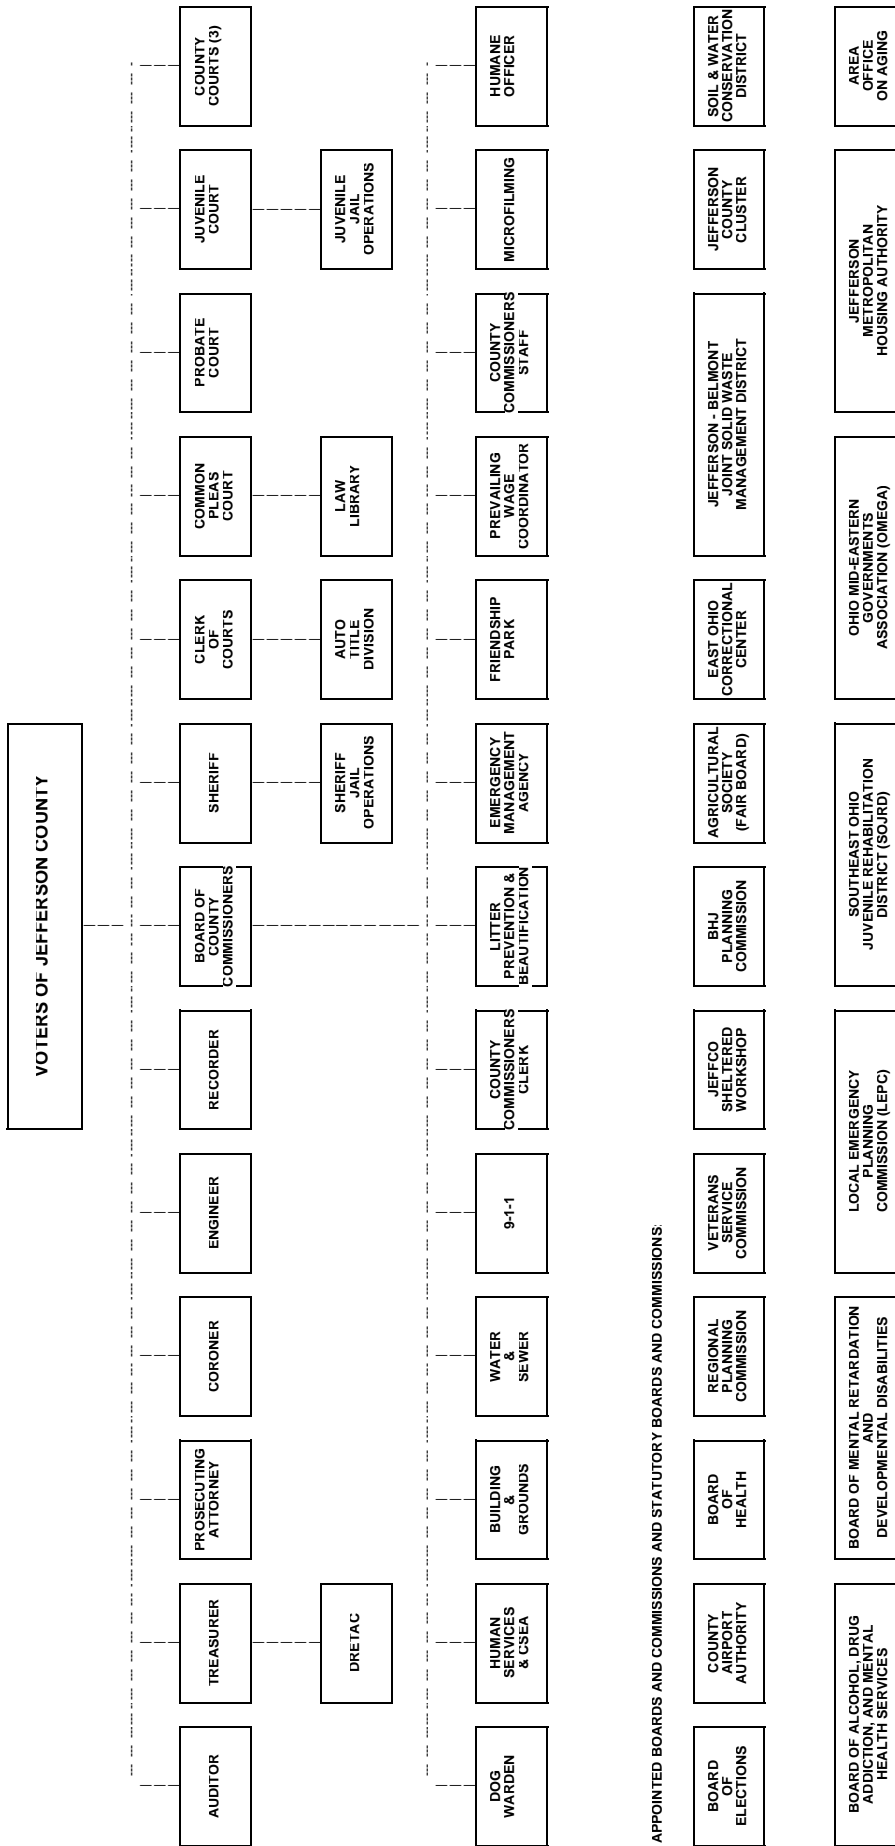 VOTERS OF JEFFERSON COUNTY
AUDITOR
TREASURER
PROSECUTING
ATTORNEY
CORONER
ENGINEER
RECORDER
BOARD OF
COUNTY
COMMISSIONERS
SHERIFF
CLERK
OF
COURTS
COMMON
PLEAS
COURT
PROBATE
COURT
JUVENILE
COURT
COUNTY
COURTS (3)
DRETAC
SHERIFF
JAIL
OPERATIONS
AUTO
TITLE
DIVISION
LAW
LIBRARY
JUVENILE
JAIL
OPERATIONS
DOG
WARDEN
HUMAN
SERVICES
& CSEA
BUILDING
&
GROUNDS
WATER
&
SEWER
9-1-1
COUNTY
COMMISSIONERS
CLERK
LITTER
PREVENTION &
BEAUTIFICATION
EMERGENCY
MANAGEMENT
AGENCY
FRIENDSHIP
PARK
PREVAILING
WAGE
COORDINATOR
COUNTY
COMMISSIONERS
STAFF
MICROFILMING
HUMANE
OFFICER
APPOINTED BOARDS AND COMMISSIONS AND STATUTORY BOARDS AND COMMISSIONS:
BOARD
OF
ELECTIONS
COUNTY
AIRPORT
AUTHORITY
BOARD
OF
HEALTH
REGIONAL
PLANNING
COMMISSION
VETERANS
SERVICE
COMMISSION
JEFFCO
SHELTERED
WORKSHOP
BHJ
PLANNING
COMMISSION
AGRICULTURAL
SOCIETY
(FAIR BOARD)
EAST OHIO
CORRECTIONAL
CENTER
JEFFERSON - BELMONT
JOINT SOLID WASTE
MANAGEMENT DISTRICT
JEFFERSON
COUNTY
CLUSTER
SOIL & WATER
CONSERVATION
DISTRICT
BOARD OF ALCOHOL, DRUG
ADDICTION, AND MENTAL
HEALTH SERVICES
BOARD OF MENTAL RETARDATION
AND
DEVELOPMENTAL DISABILITIES
LOCAL EMERGENCY
PLANNING
COMMISSION (LEPC)
SOUTHEAST OHIO
JUVENILE REHABILITATION
DISTRICT (SOJRD)
OHIO MID-EASTERN
GOVERNMENTS
ASSOCIATION (OMEGA)
JEFFERSON
METROPOLITAN
HOUSING AUTHORITY
AREA
OFFICE
ON AGING